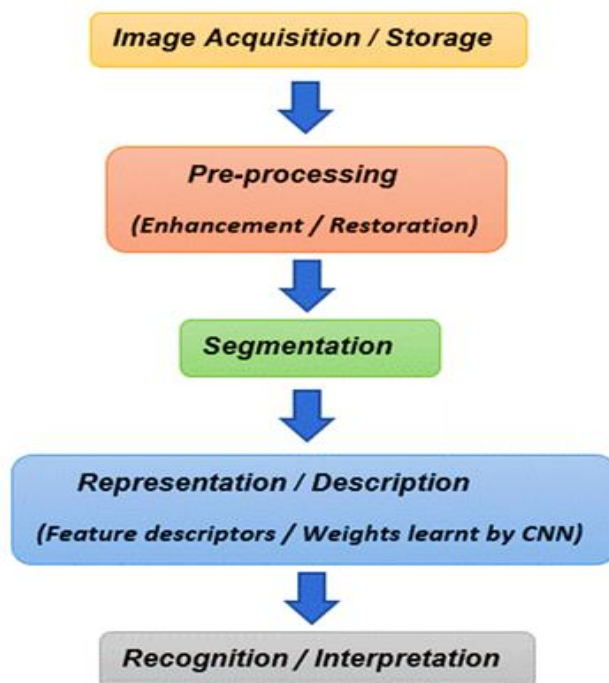 Image Acquisition / Storage
Pre-processing
(Enhancement / Restoration)
Segmentation
Representation / Description
(Feature descriptors / Weights learnt by CNN)
Recognition / Interpretation